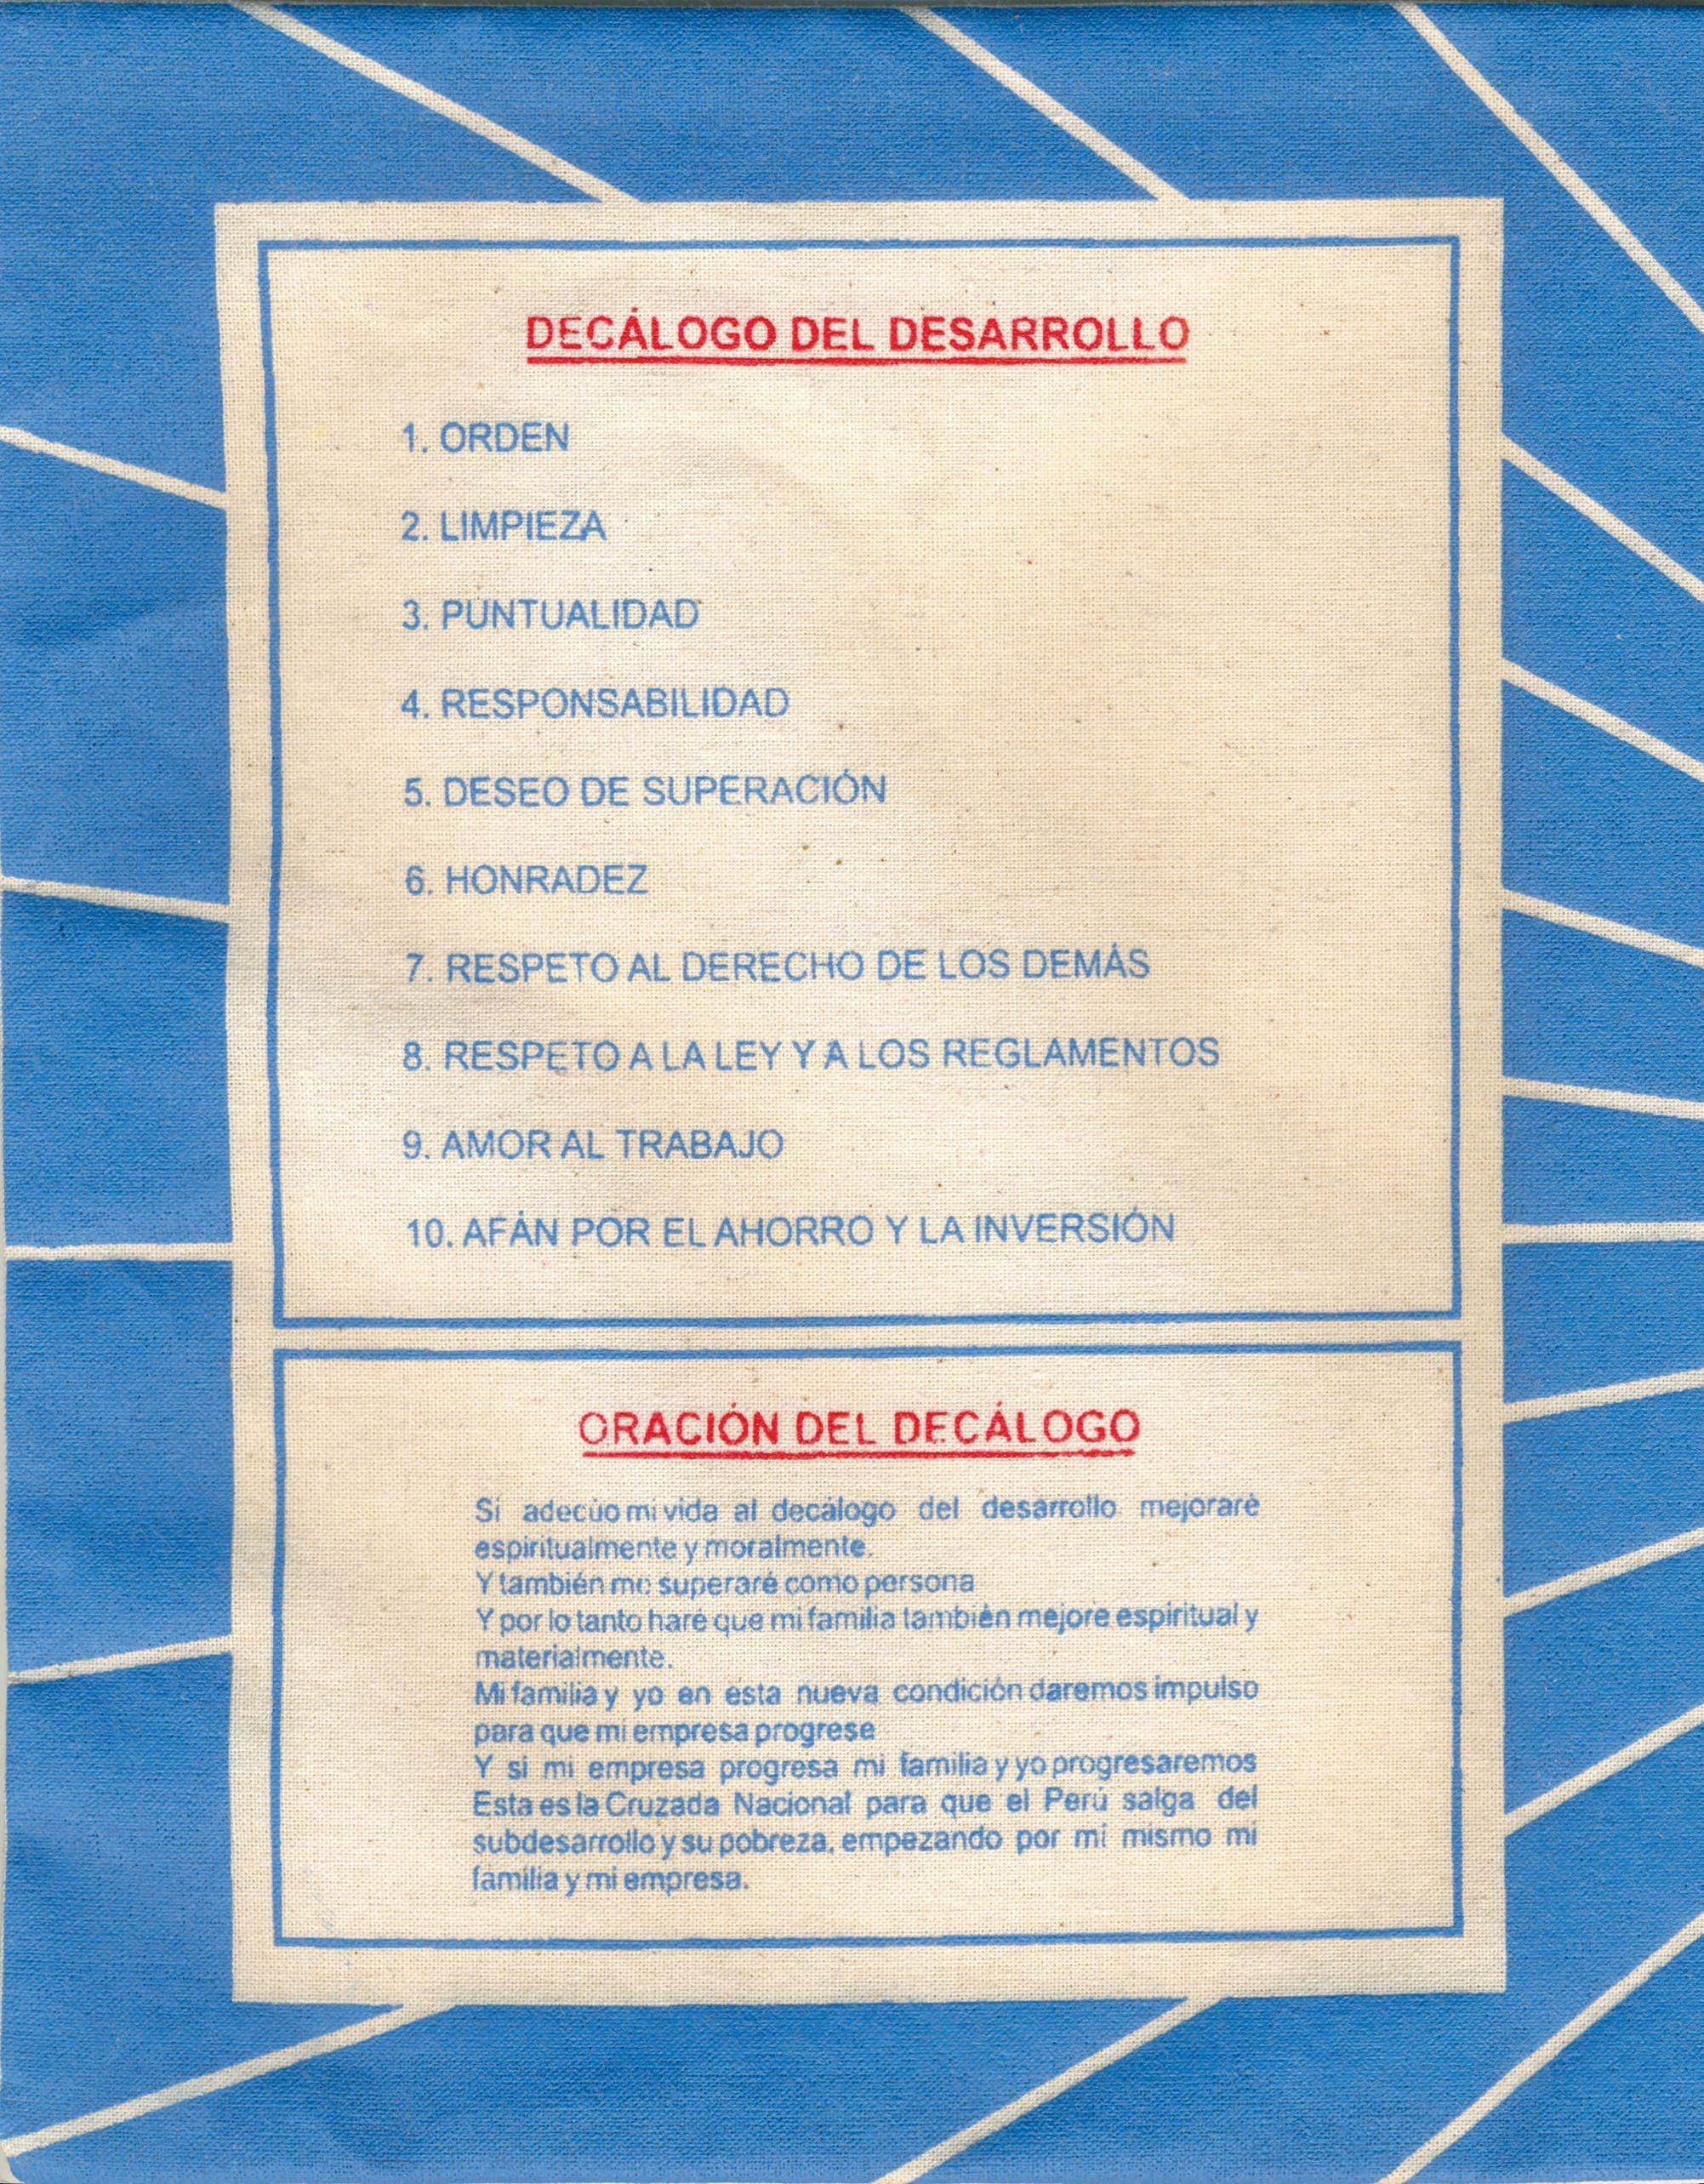 DECÁLOGO DEL DESARROLLO
1. ORDEN
2. LIMPIEZA
3. PUNTUALIDAD
4. RESPONSABILIDAD
5. DESEO DE SUPERACIÓN
6. HONRADEZ
7. RESPETO AL DERECHO DE LOS DEMÁS
8. RESPETO A LA LEY Y A LOS REGLAMENTOS
9. AMOR AL TRABAJO
10. AFÁN POR EL AHORRO Y LA INVERSIÓN
ORACIÓN DEL DECÁLOGO
Si adecúo mi vida al decálogo del desarrollo mejoraré
espiritualmente y moralmente.
Y también me superaré como persona
Y por lo tanto haré que mi familia también mejore espiritual y
materialmente.
Mi familia y yo en esta nueva condición daremos impulso
para que mi empresa progrese
Y si mi empresa progresa mi familia y yo progresaremos
Esta es la Cruzada Nacional para que el Perú salga del
subdesarrollo y su pobreza, empezando por mí mismo mi
familia y mi empresa.